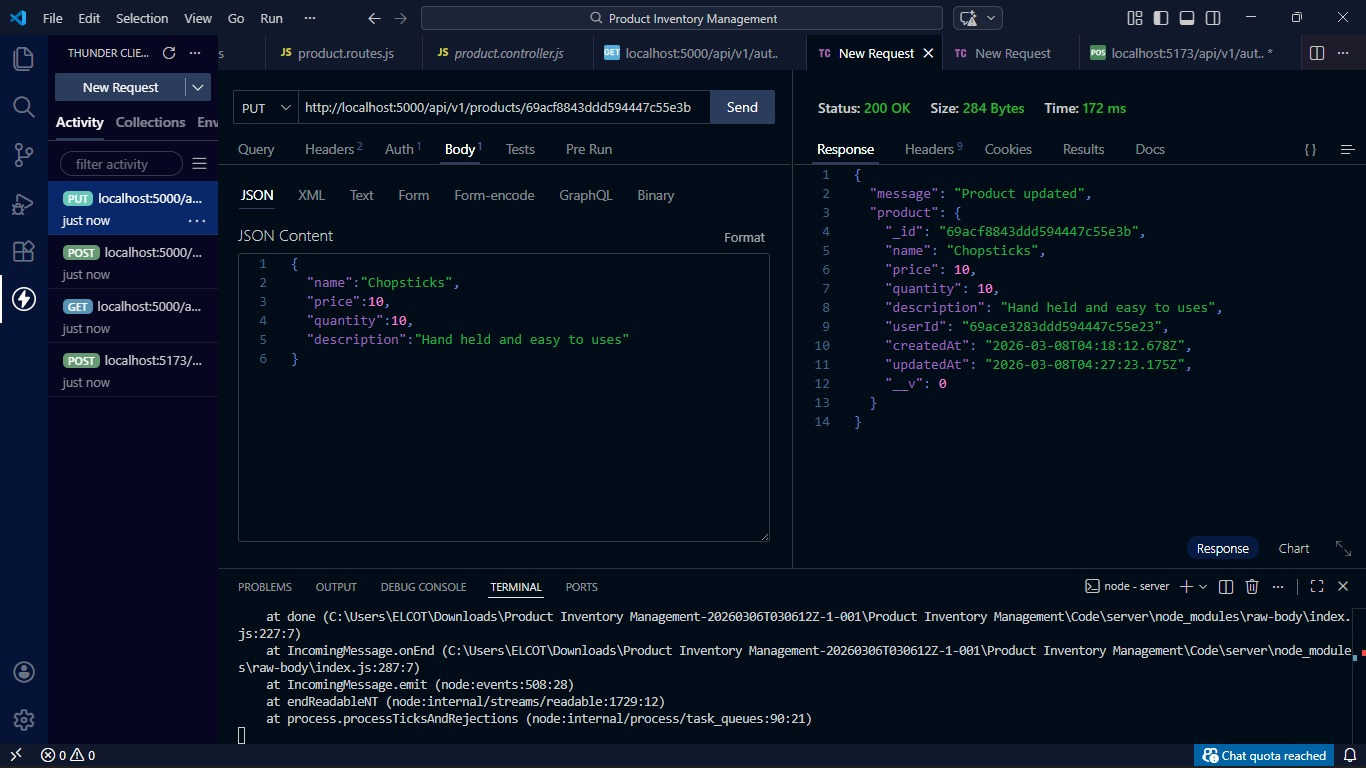 File Edit Selection View Go Run ··· Product Inventory Management
THUNDER CLIE... ···
New Request
Activity Collections Env
filter activity
PUT localhost:5000/a...
just now ···
POST localhost:5000/...
just now
GET localhost:5000/a...
just now
POST localhost:5173/...
just now
s JS product.routes.js JS product.controller.js GET localhost:5000/api/v1/aut.. TC New Request TC New Request POS localhost:5173/api/v1/aut.. * ···
PUT http://localhost:5000/api/v1/products/69acf8843ddd594447c55e3b Send
Query Headers 2 Auth 1 Body 1 Tests Pre Run
JSON XML Text Form Form-encode GraphQL Binary
JSON Content Format
1 {
2 "name":"Chopsticks",
3 "price":10,
4 "quantity":10,
5 "description":"Hand held and easy to uses"
6 }
Status: 200 OK Size: 284 Bytes Time: 172 ms
Response Headers 9 Cookies Results Docs { }
1 {
2 "message": "Product updated",
3 "product": {
4 "_id": "69acf8843ddd594447c55e3b",
5 "name": "Chopsticks",
6 "price": 10,
7 "quantity": 10,
8 "description": "Hand held and easy to uses",
9 "userId": "69ace3283ddd594447c55e23",
10 "createdAt": "2026-03-08T04:18:12.678Z",
11 "updatedAt": "2026-03-08T04:27:23.175Z",
12 "__v": 0
13 }
14 }
Response Chart
PROBLEMS OUTPUT DEBUG CONSOLE TERMINAL PORTS node - server ···
at done (C:\Users\ELCOT\Downloads\Product Inventory Management-20260306T030612Z-1-001\Product Inventory Management\Code\server\node_modules\raw-body\index.
js:227:7)
at IncomingMessage.onEnd (C:\Users\ELCOT\Downloads\Product Inventory Management-20260306T030612Z-1-001\Product Inventory Management\Code\server\node_module
s\raw-body\index.js:287:7)
at IncomingMessage.emit (node:events:508:28)
at endReadableNT (node:internal/streams/readable:1729:12)
at process.processTicksAndRejections (node:internal/process/task_queues:90:21)
0 0 Chat quota reached